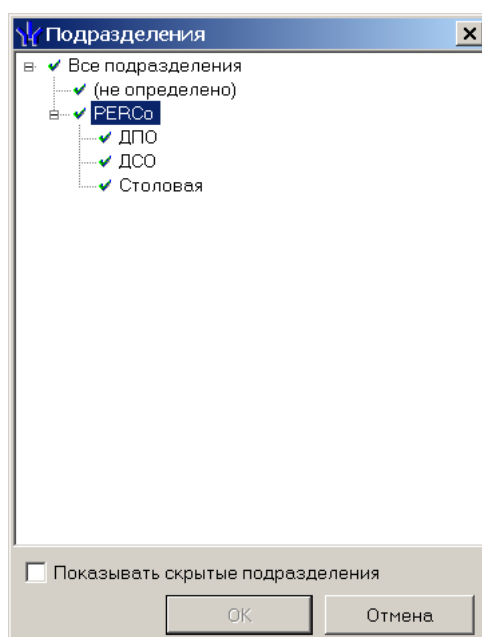 Подразделения
Все подразделения
(не определено)
PERCo
ДПО
ДСО
Столовая
Показывать скрытые подразделения
OK
Отмена